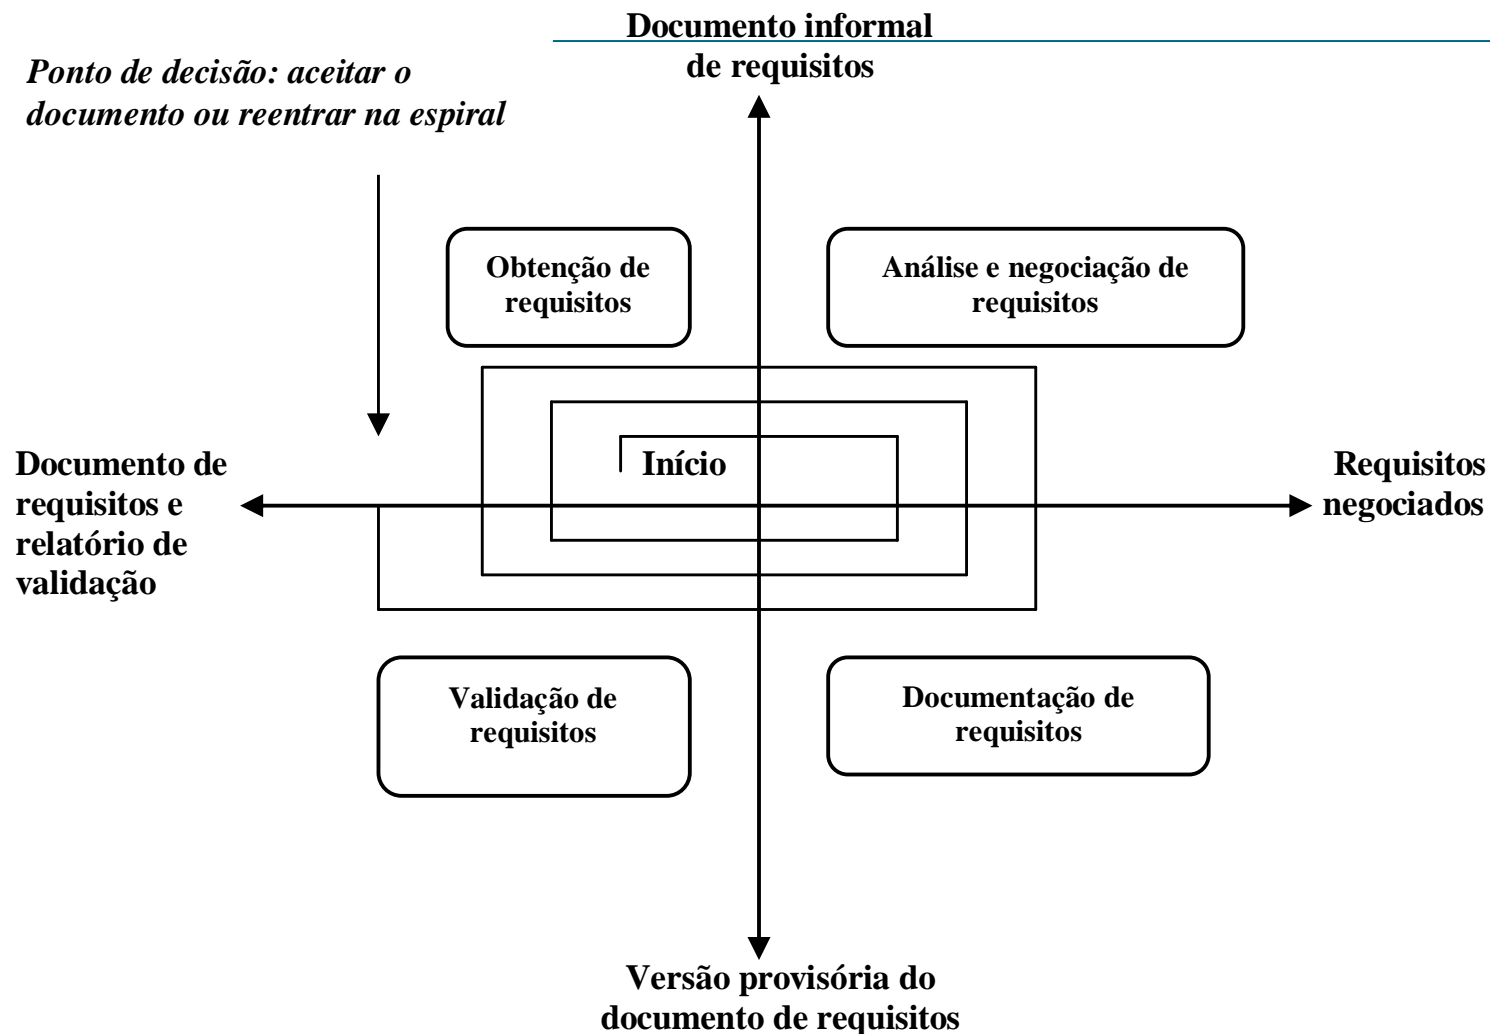 Documento informal
de requisitos
Ponto de decisão: aceitar o
documento ou reentrar na espiral
Obtenção de
requisitos
Análise e negociação de
requisitos
Início
Documento de
requisitos e
relatório de
validação
Requisitos
negociados
Validação de
requisitos
Documentação de
requisitos
Versão provisória do
documento de requisitos